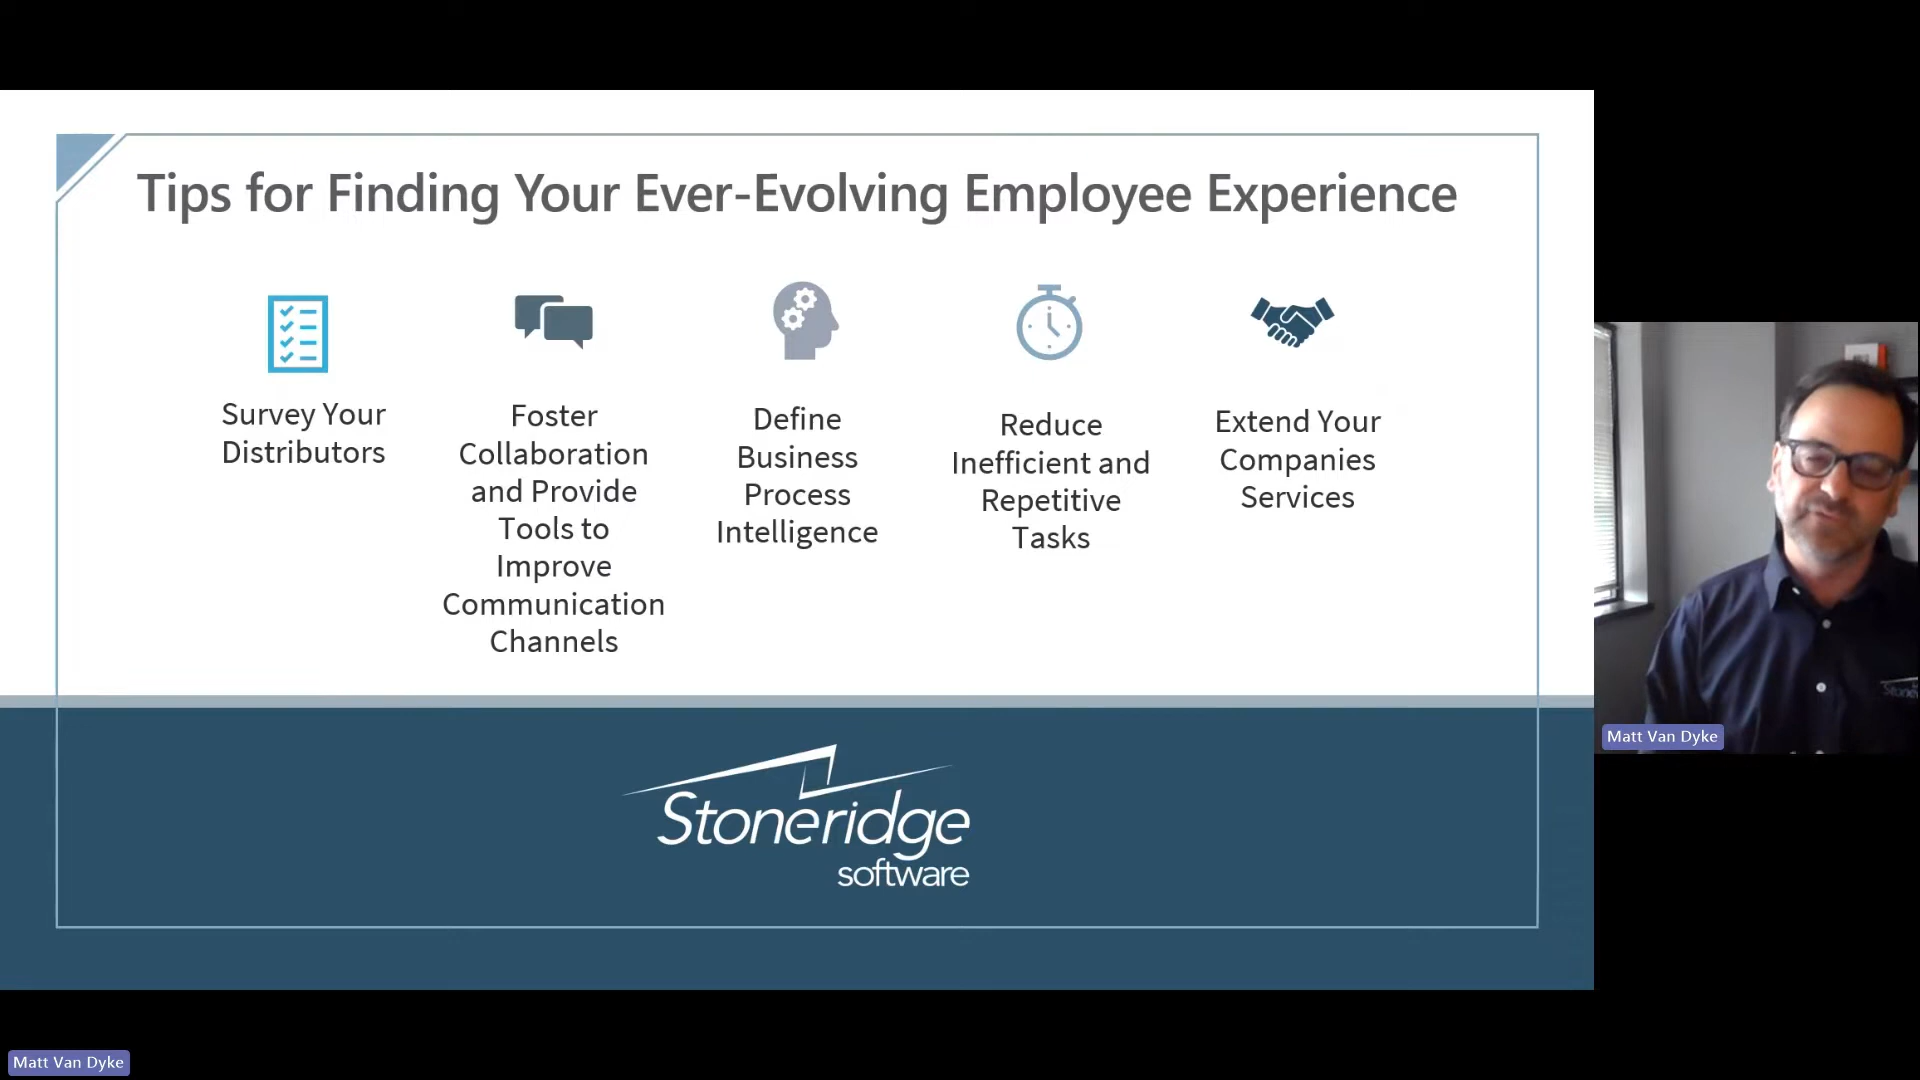 Tips for Finding Your Ever-Evolving Employee Experience
Survey Your
Distributors
Foster
Collaboration
and Provide
Tools to
Improve
Communication
Channels
Define
Business
Process
Intelligence
Reduce
Inefficient and
Repetitive
Tasks
Extend Your
Companies
Services
Stoneridge
software
Matt Van Dyke
Matt Van Dyke